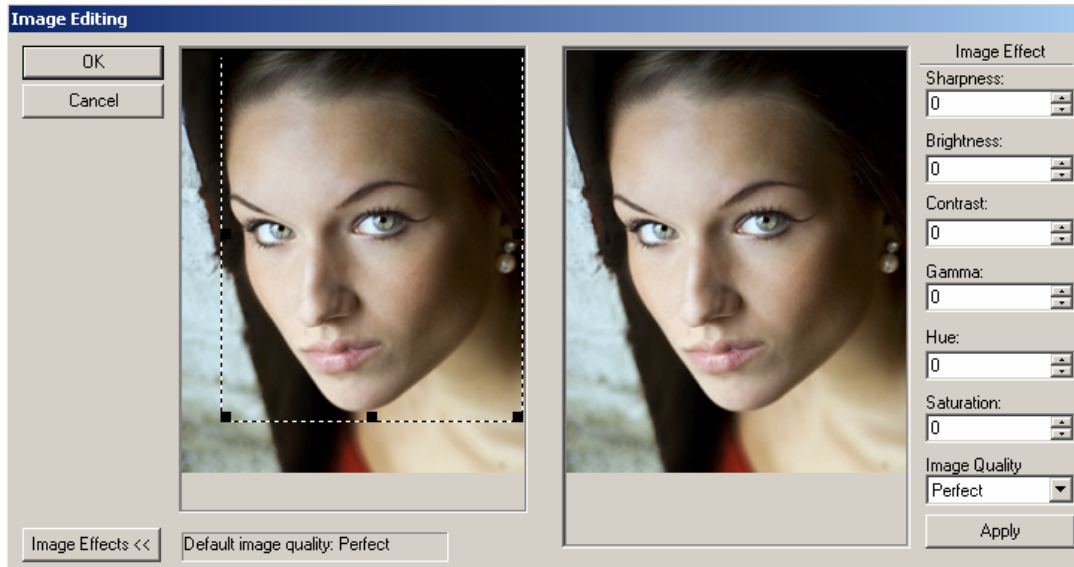 Image Editing
OK
Cancel
Image Effect
Sharpness:
0
Brightness:
0
Contrast:
0
Gamma:
0
Hue:
0
Saturation:
0
Image Quality
Perfect
Apply
Image Effects <<
Default image quality: Perfect